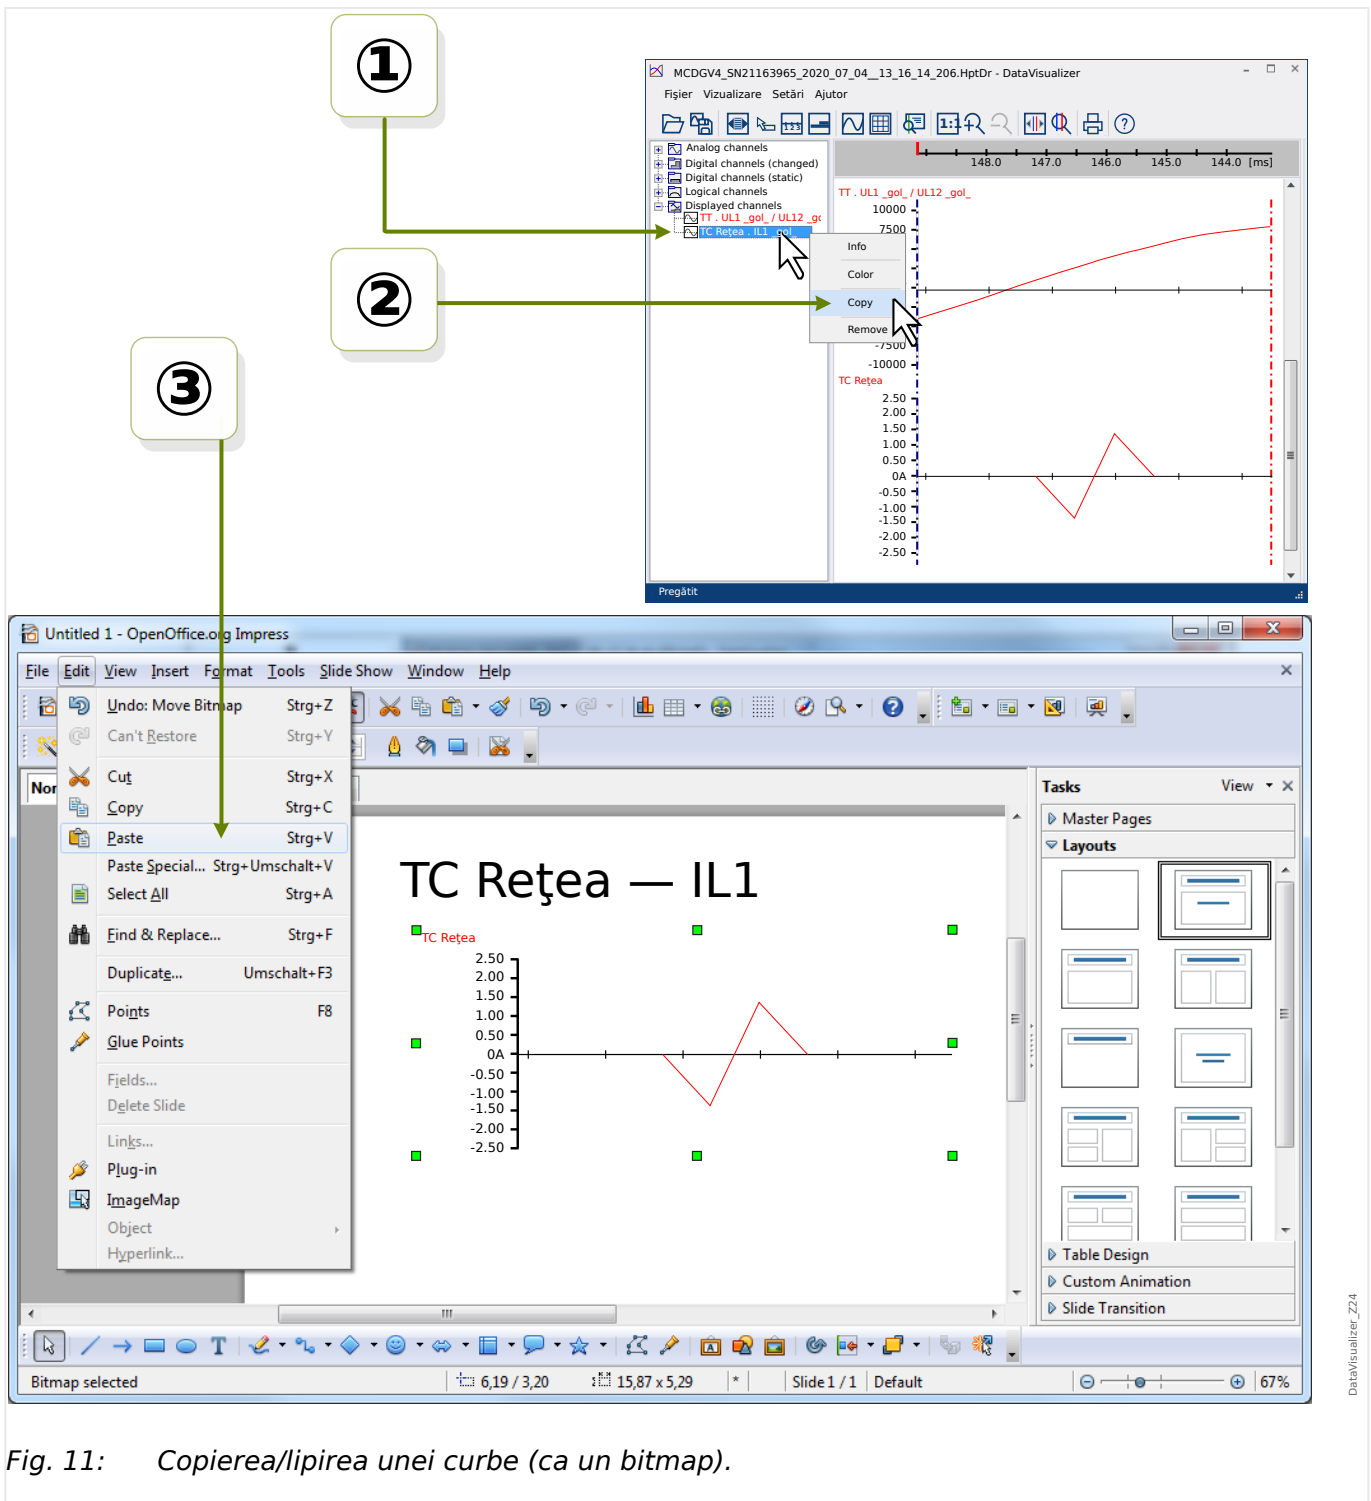 ①
MCDGV4_SN21163965_2020_07_04__13_16_14_206.HptDr - DataVisualizer
Fişier Vizualizare Setări Ajutor
1:1
Analog channels
Digital channels (changed)
Digital channels (static)
Logical channels
Displayed channels
TT . UL1 _gol_ / UL12 _go
TC Reţea . IL1 _gol_
148.0 147.0 146.0 145.0 144.0 [ms]
TT . UL1 _gol_ / UL12 _gol_
10000
7500
-7500
-10000
Info
Color
Copy
Remove
TC Reţea
2.50
2.00
1.50
1.00
0.50
0A
-0.50
-1.00
-1.50
-2.00
-2.50
Pregătit
②
③
Untitled 1 - OpenOffice.org Impress
File Edit View Insert Format Tools Slide Show Window Help
Undo: Move Bitmap Strg+Z
Can't Restore Strg+Y
Cut Strg+X
Copy Strg+C
Paste Strg+V
Paste Special... Strg+Umschalt+V
Select All Strg+A
Find & Replace... Strg+F
Duplicate... Umschalt+F3
Points F8
Glue Points
Fields...
Delete Slide
Links...
Plug-in
ImageMap
Object
Hyperlink...
Nor
TC Reţea — IL1
TC Reţea
2.50
2.00
1.50
1.00
0.50
0A
-0.50
-1.00
-1.50
-2.00
-2.50
Tasks View
Master Pages
Layouts
Table Design
Custom Animation
Slide Transition
Bitmap selected 6,19 / 3,20 15,87 x 5,29 * Slide 1 / 1 Default 67%
DataVisualizer_Z24
Fig. 11: Copierea/lipirea unei curbe (ca un bitmap).